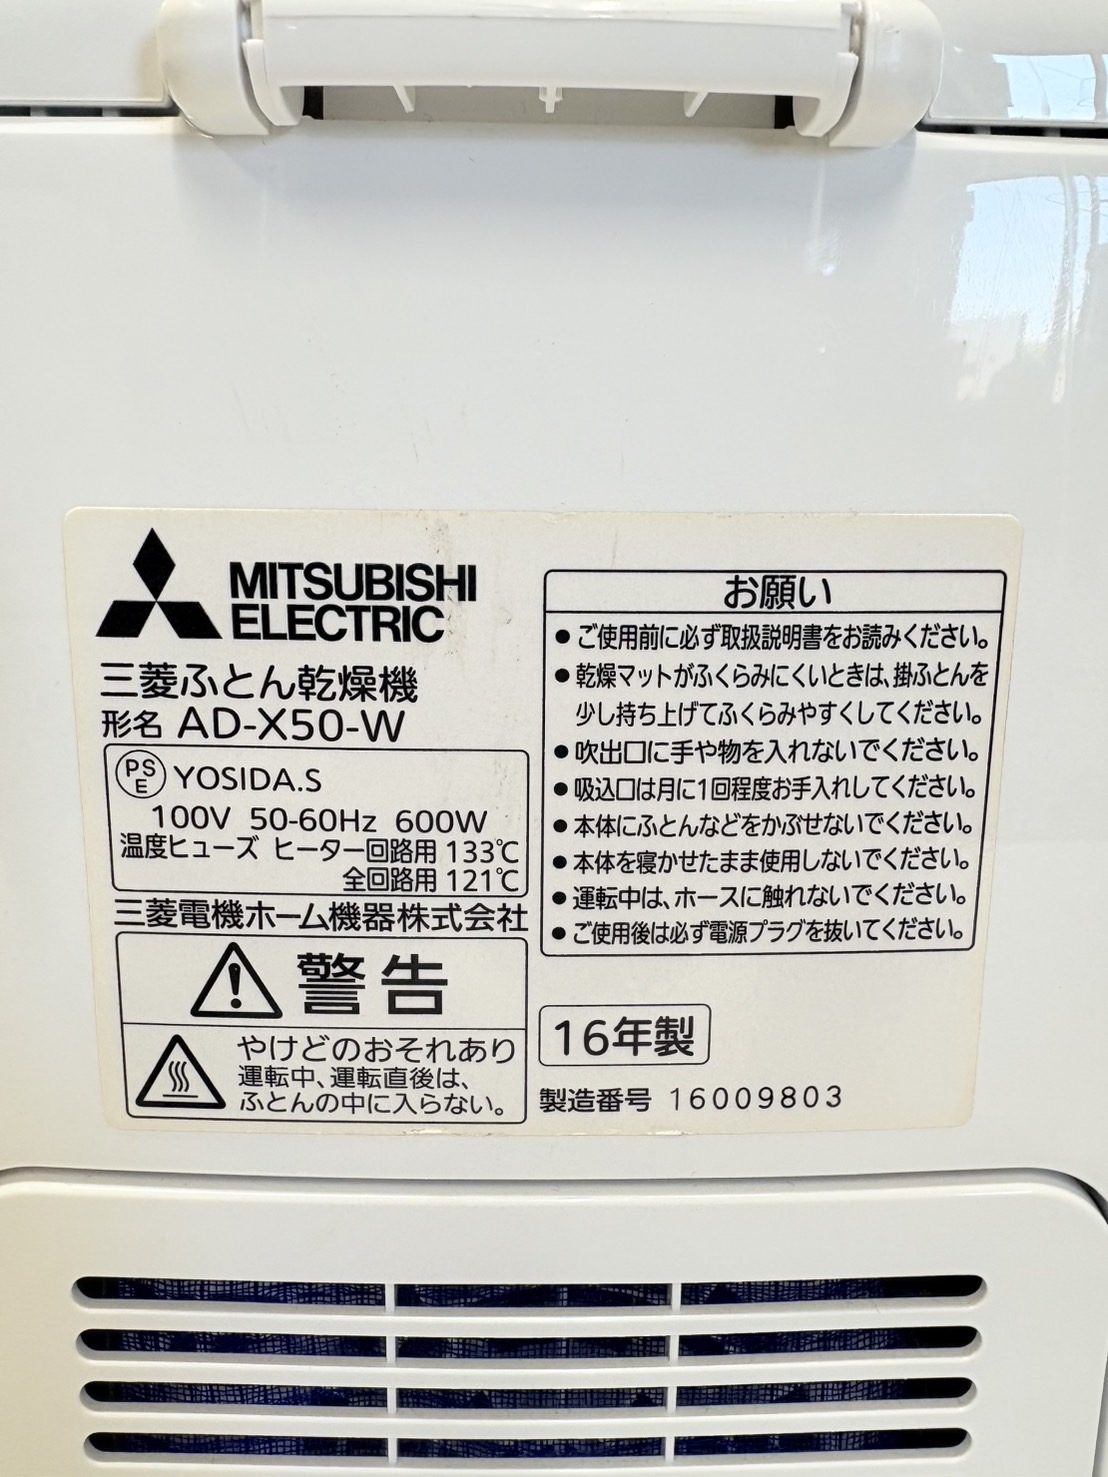 MITSUBISHI
ELECTRIC
三菱ふとん乾燥機
形名 AD-X50-W
PSE YOSIDA.S
100V 50-60Hz 600W
温度ヒューズ ヒーター回路用 133℃
全回路用 121℃
三菱電機ホーム機器株式会社
警告
やけどのおそれあり
運転中、運転直後は、
ふとんの中に入らない。
お願い
●ご使用前に必ず取扱説明書をお読みください。
●乾燥マットがふくらみにくいときは、掛ふとんを
少し持ち上げてふくらみやすくしてください。
●吹出口に手や物を入れないでください。
●吸込口は月に1回程度お手入れしてください。
●本体にふとんなどをかぶせないでください。
●本体を寝かせたまま使用しないでください。
●運転中は、ホースに触れないでください。
●ご使用後は必ず電源プラグを抜いてください。
16年製
製造番号 16009803